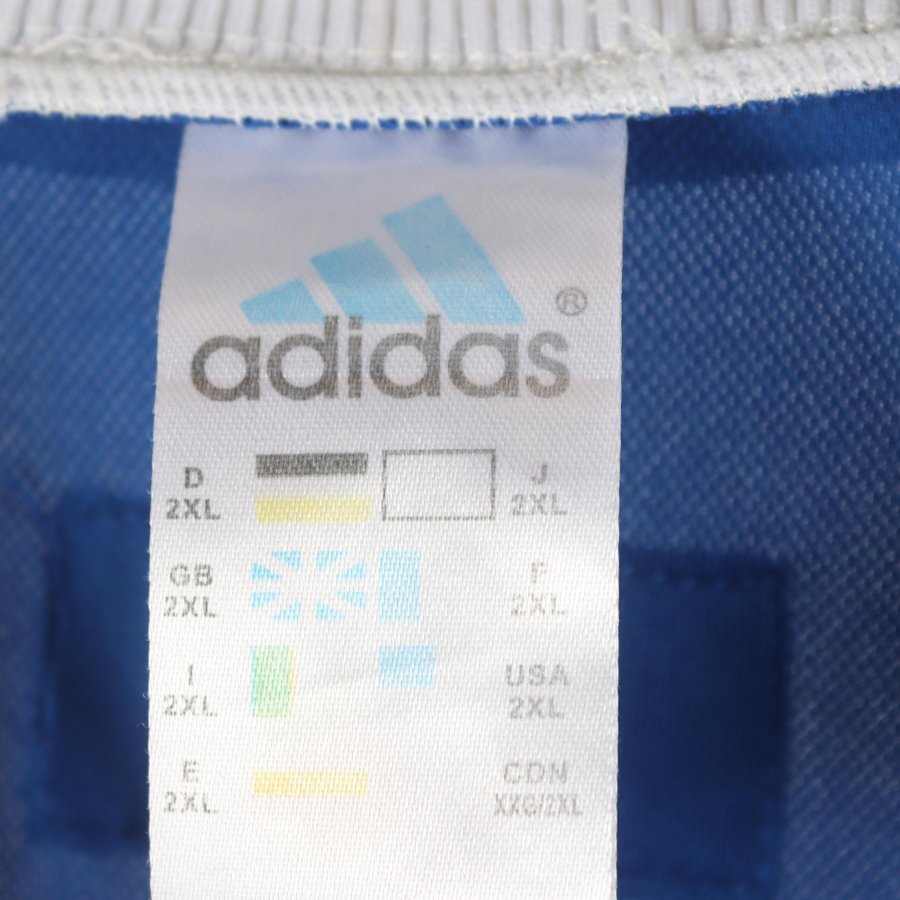 adidas®
D J
2XL 2XL
GB F
2XL 2XL
I USA
2XL 2XL
E CDN
2XL XXG/2XL